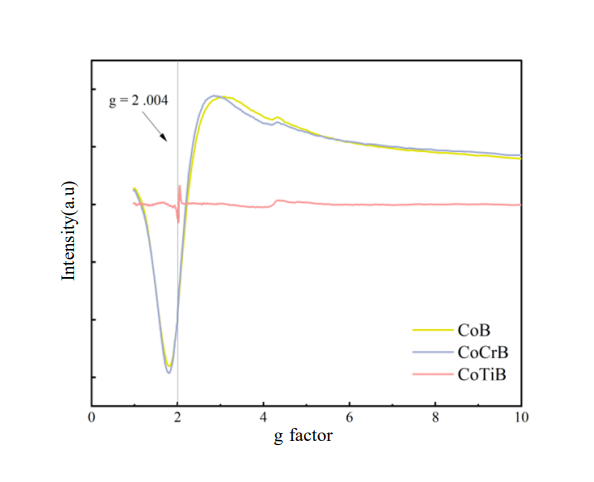 g = 2 .004
Intensity(a.u)
CoB
CoCrB
CoTiB
0 2 4 6 8 10
g factor